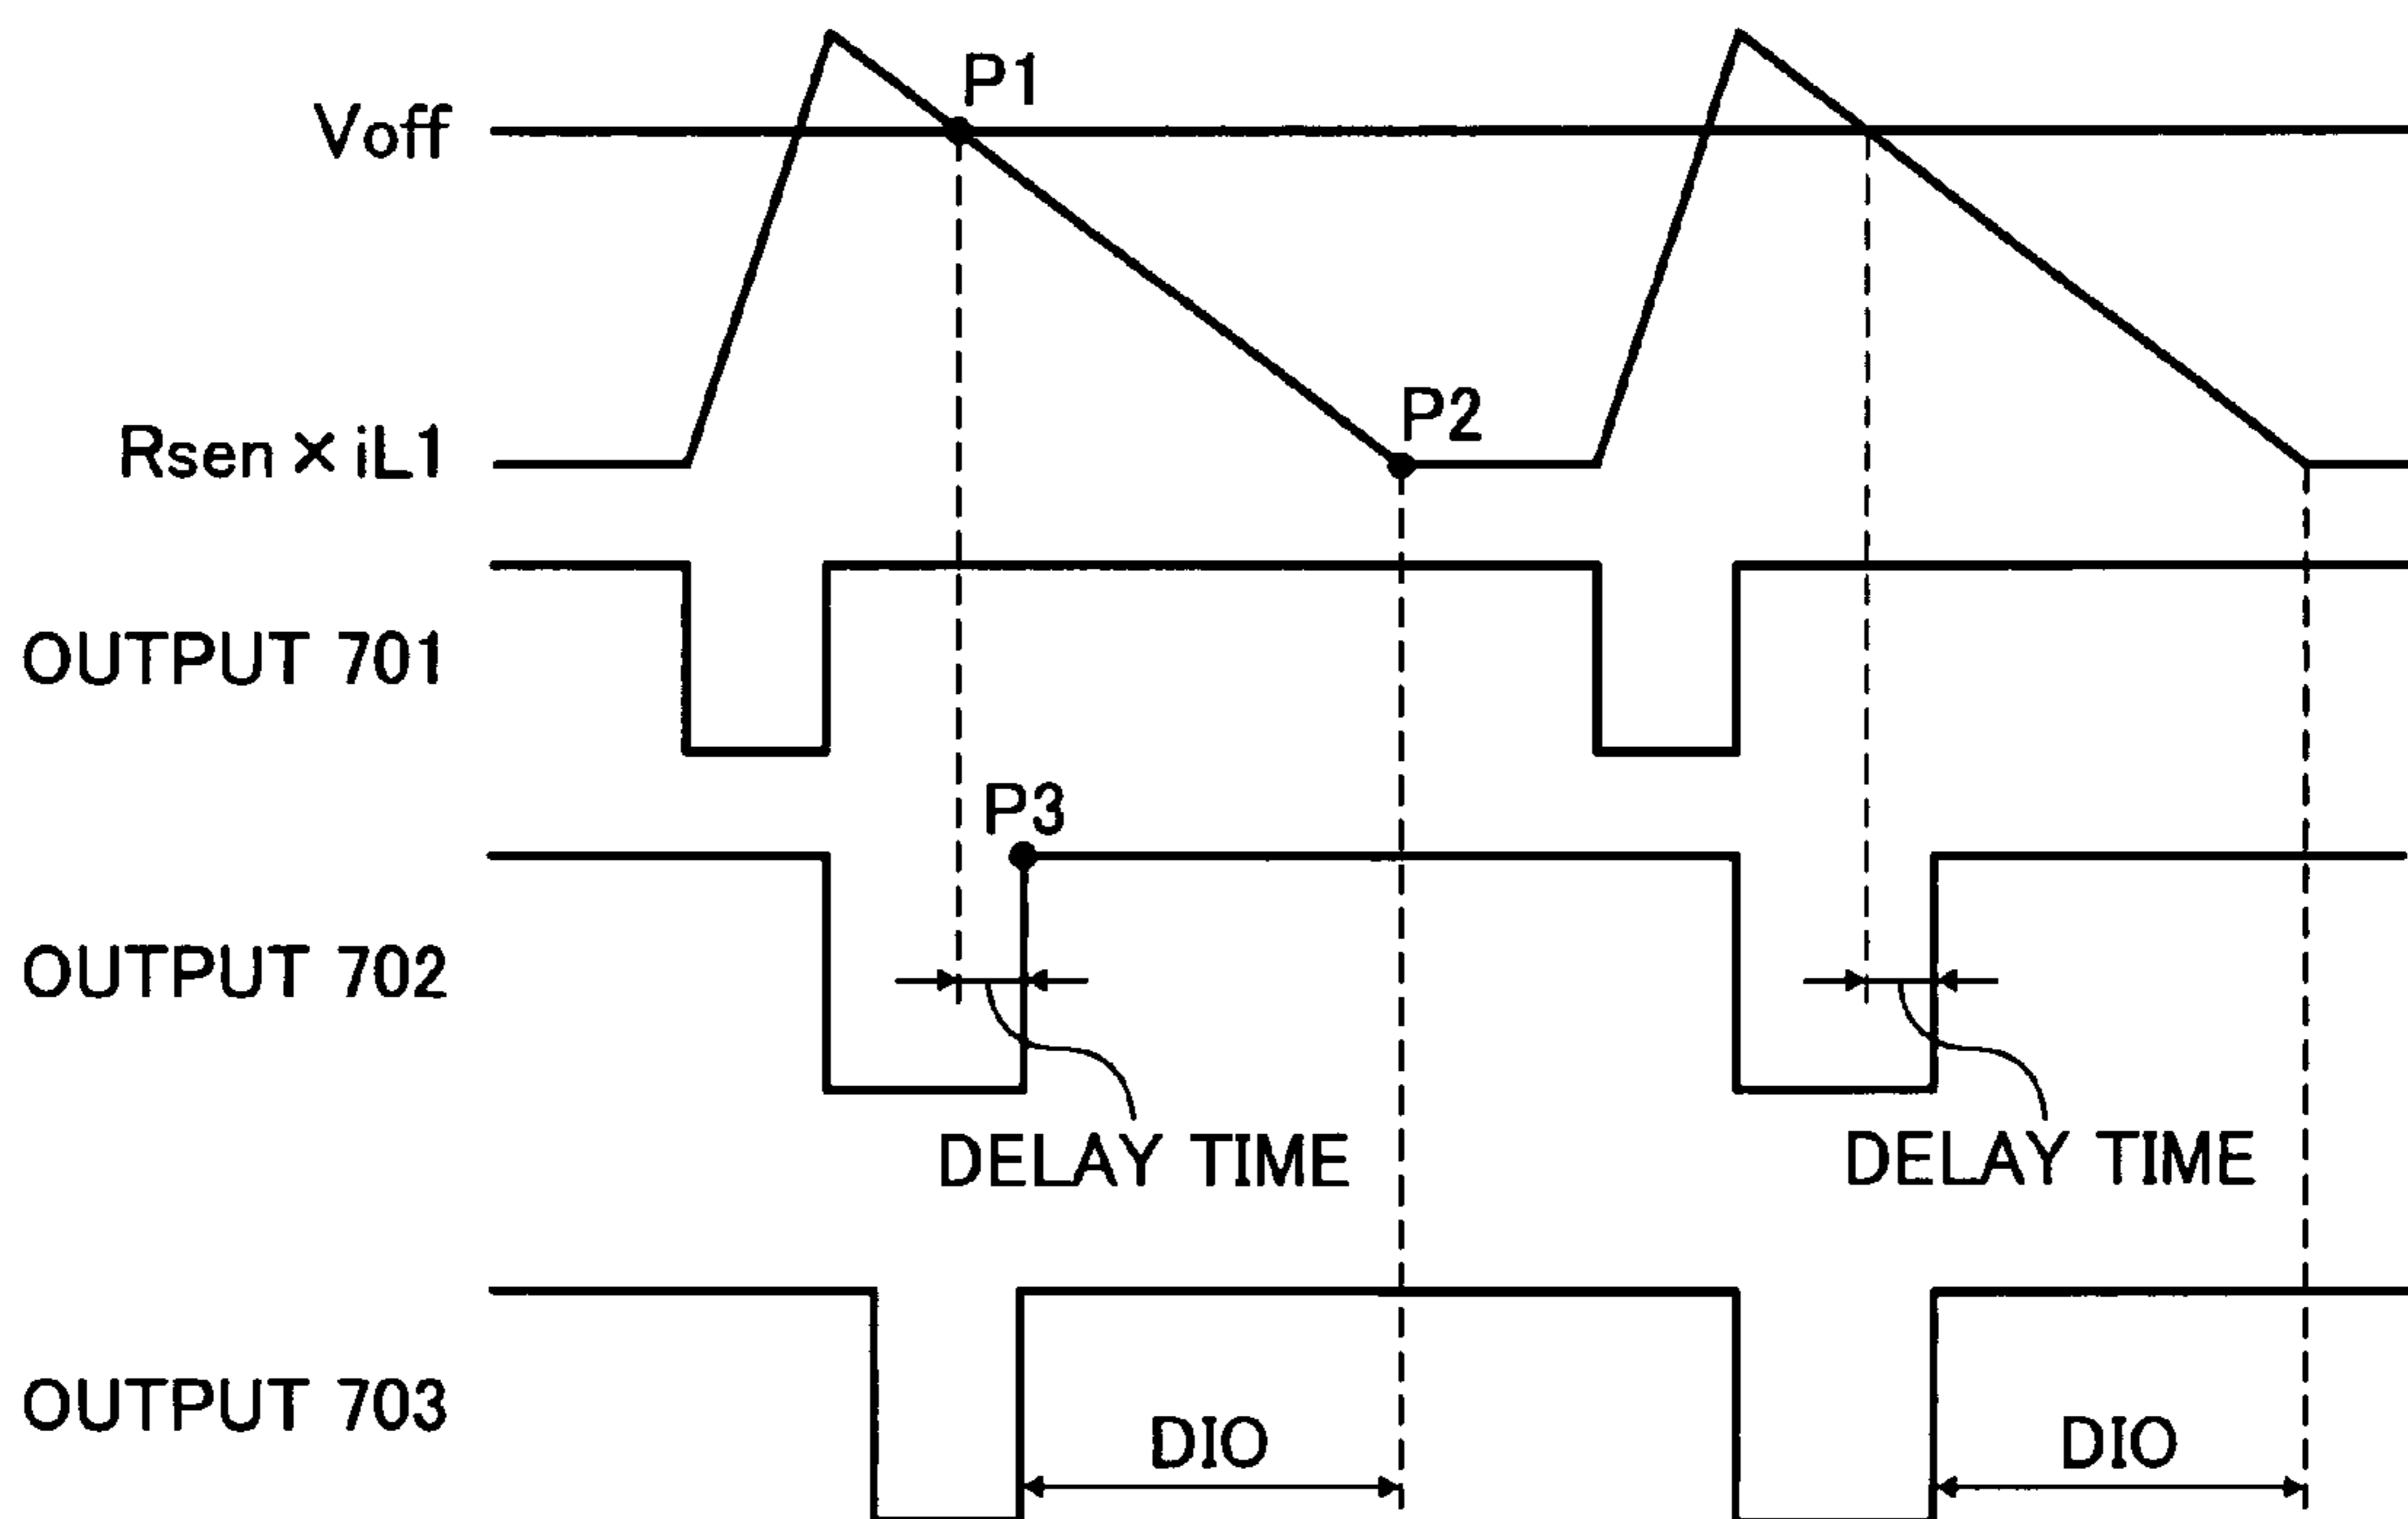 P1
Voff
P2
Rsen × iL1
OUTPUT 701
P3
OUTPUT 702
DELAY TIME
DELAY TIME
OUTPUT 703
DIO
DIO